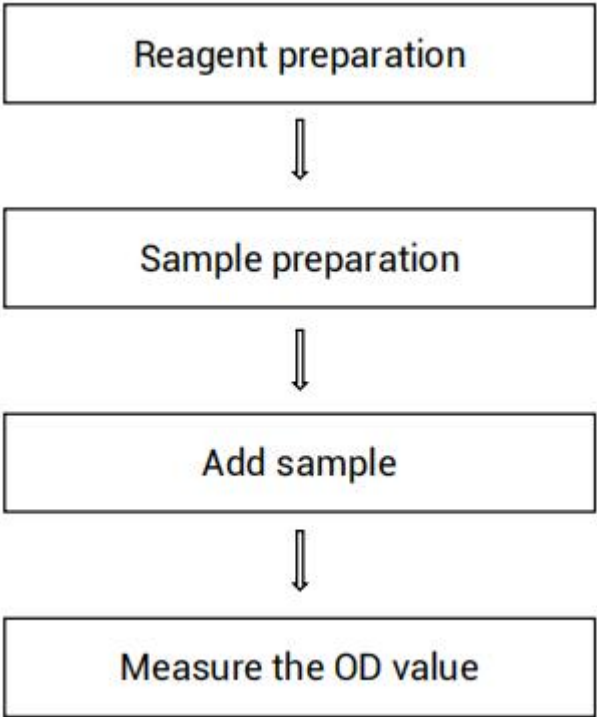 Reagent preparation
Sample preparation
Add sample
Measure the OD value